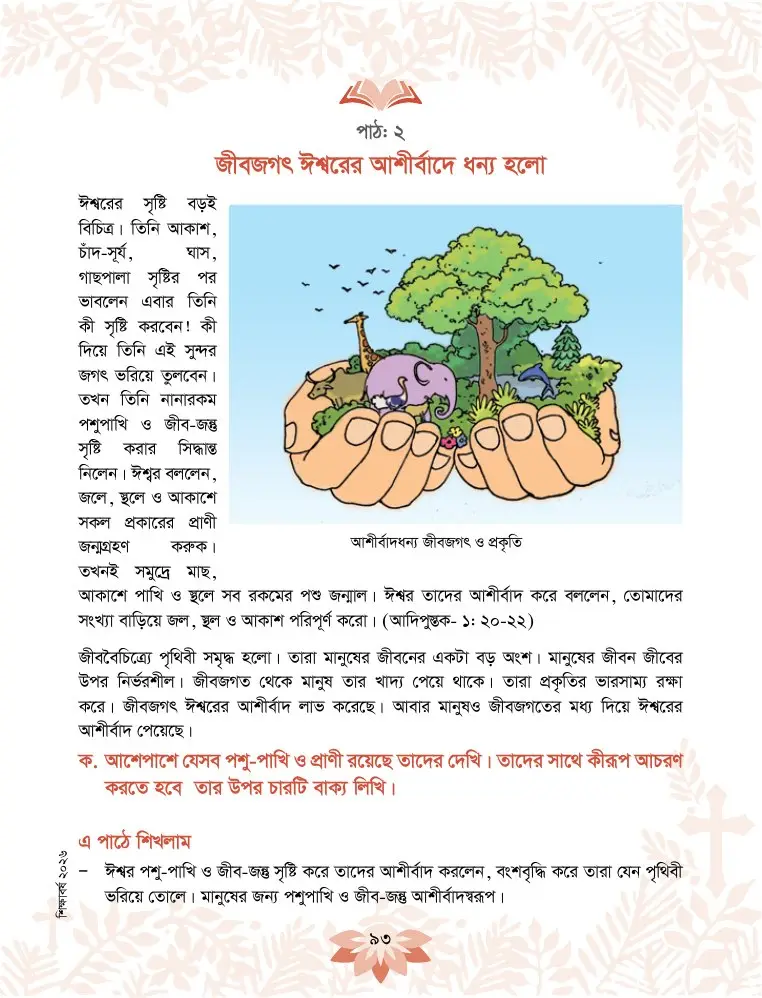 পাঠ: ২
জীবজগৎ ঈশ্বরের আশীর্বাদে ধন্য হলো
ঈশ্বরের সৃষ্টি বড়ই
বিচিত্র। তিনি আকাশ,
চাঁদ-সূর্য, ঘাস,
গাছপালা সৃষ্টির পর
ভাবলেন এবার তিনি
কী সৃষ্টি করবেন! কী
দিয়ে তিনি এই সুন্দর
জগৎ ভরিয়ে তুলবেন।
তখন তিনি নানারকম
পশুপাখি ও জীব-জন্তু
সৃষ্টি করার সিদ্ধান্ত
নিলেন। ঈশ্বর বললেন,
জলে, স্থলে ও আকাশে
সকল প্রকারের প্রাণী
জন্মগ্রহণ করুক।
তখনই সমুদ্রে মাছ,
আশীর্বাদধন্য জীবজগৎ ও প্রকৃতি
আকাশে পাখি ও স্থলে সব রকমের পশু জন্মাল। ঈশ্বর তাদের আশীর্বাদ করে বললেন, তোমাদের
সংখ্যা বাড়িয়ে জল, স্থল ও আকাশ পরিপূর্ণ করো। (আদিপুস্তক- ১: ২০-২২)
জীববৈচিত্র্যে পৃথিবী সমৃদ্ধ হলো। তারা মানুষের জীবনের একটা বড় অংশ। মানুষের জীবন জীবের
উপর নির্ভরশীল। জীবজগত থেকে মানুষ তার খাদ্য পেয়ে থাকে। তারা প্রকৃতির ভারসাম্য রক্ষা
করে। জীবজগৎ ঈশ্বরের আশীর্বাদ লাভ করেছে। আবার মানুষও জীবজগতের মধ্য দিয়ে ঈশ্বরের
আশীর্বাদ পেয়েছে।
ক. আশেপাশে যেসব পশু-পাখি ও প্রাণী রয়েছে তাদের দেখি। তাদের সাথে কীরূপ আচরণ
করতে হবে তার উপর চারটি বাক্য লিখি।
এ পাঠে শিখলাম
– ঈশ্বর পশু-পাখি ও জীব-জন্তু সৃষ্টি করে তাদের আশীর্বাদ করলেন, বংশবৃদ্ধি করে তারা যেন পৃথিবী
ভরিয়ে তোলে। মানুষের জন্য পশুপাখি ও জীব-জন্তু আশীর্বাদস্বরূপ।
শিক্ষাবর্ষ ২০২৬
৯৩